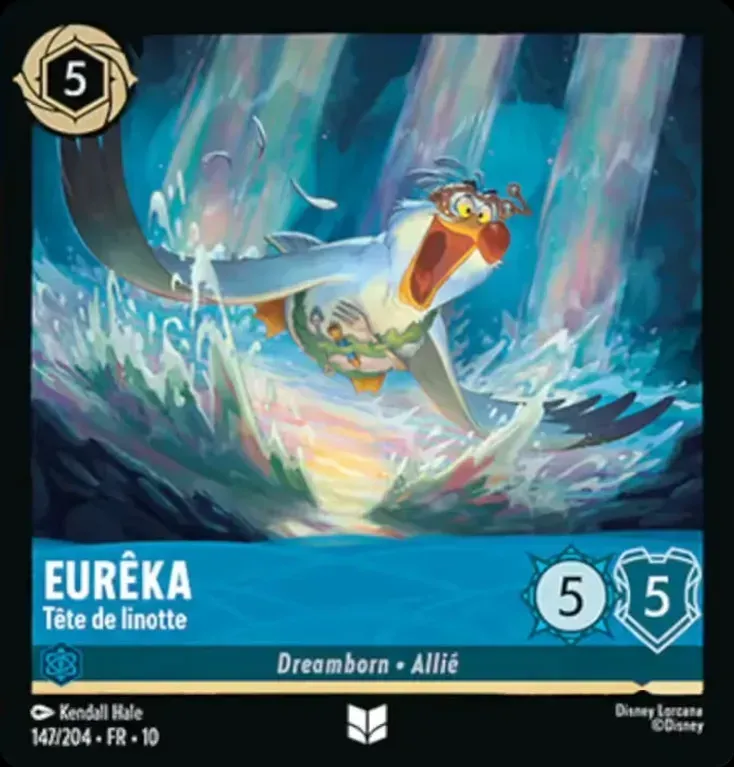 5
EURÊKA
Tête de linotte
5
5
Dreamborn • Allié
Kendall Hale
147/204 • FR • 10
Disney Lorcana
©Disney